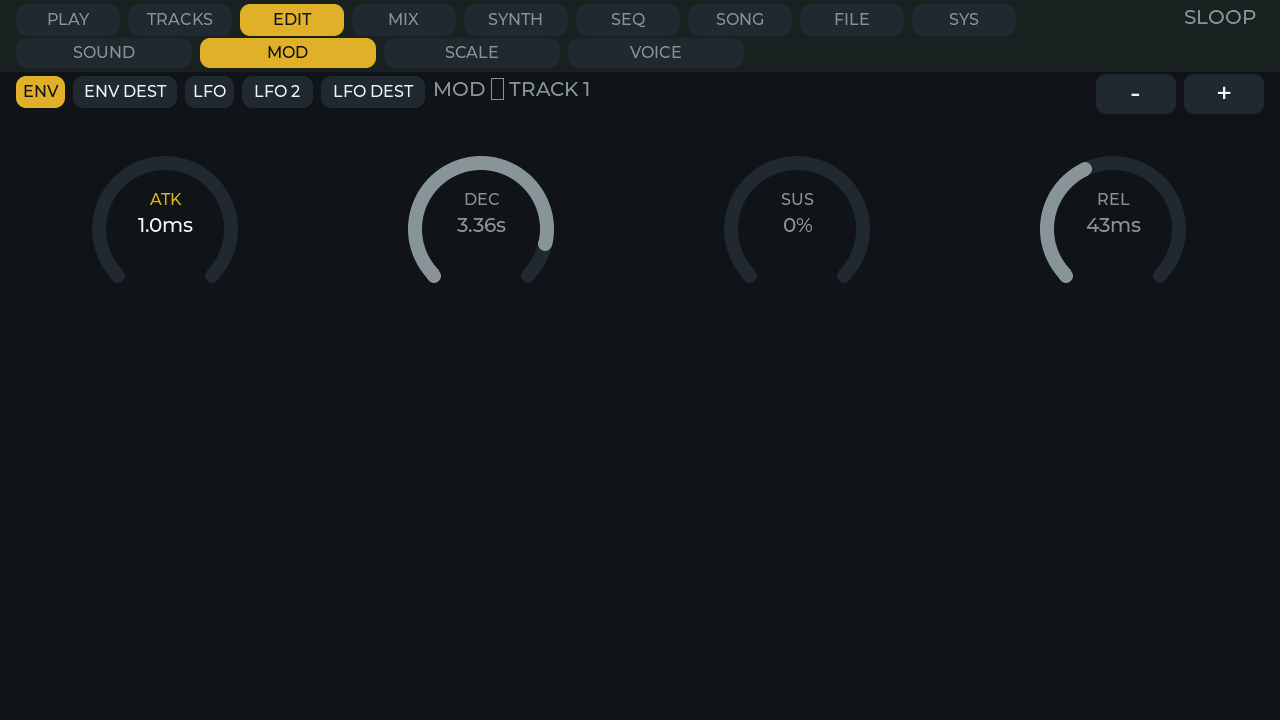 PLAY TRACKS EDIT MIX SYNTH SEQ SONG FILE SYS SLOOP
SOUND MOD SCALE VOICE
ENV ENV DEST LFO LFO 2 LFO DEST MOD ▯ TRACK 1 - +
ATK DEC SUS REL
1.0ms 3.36s 0% 43ms